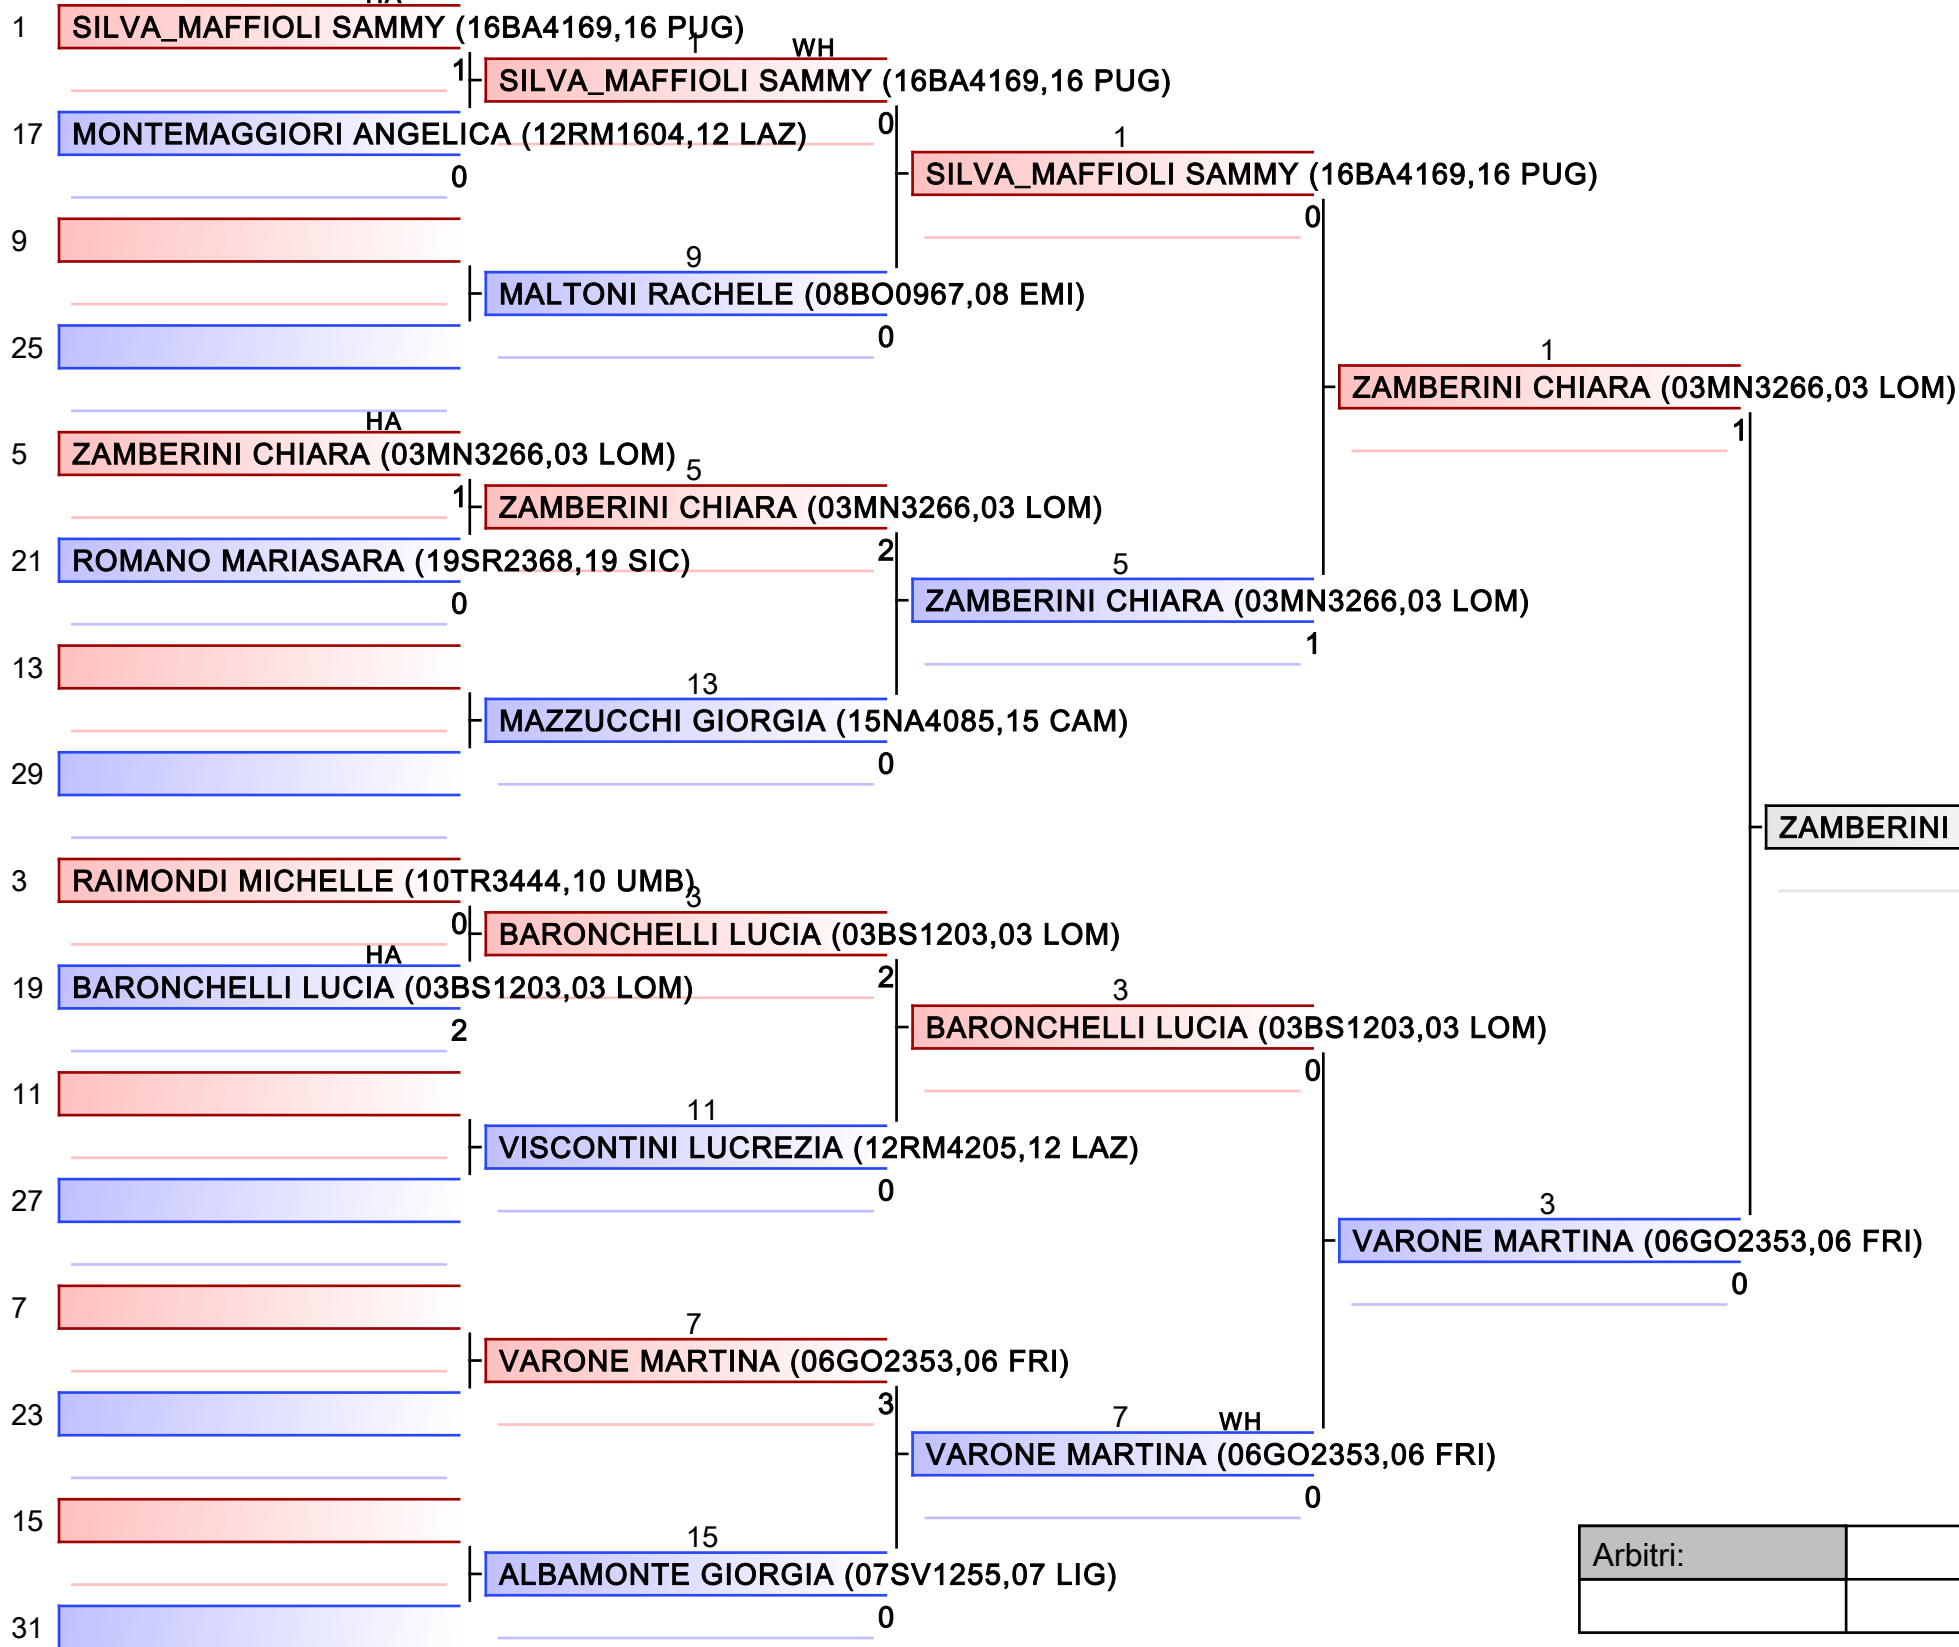 HA
1 SILVA_MAFFIOLI SAMMY (16BA4169,16 PUG)
1 WH
1 SILVA_MAFFIOLI SAMMY (16BA4169,16 PUG)
17 MONTEMAGGIORI ANGELICA (12RM1604,12 LAZ)
0 1
0 SILVA_MAFFIOLI SAMMY (16BA4169,16 PUG)
0
9
9
MALTONI RACHELE (08BO0967,08 EMI)
0
25
1
ZAMBERINI CHIARA (03MN3266,03 LOM)
1
HA
5 ZAMBERINI CHIARA (03MN3266,03 LOM)
5
1 ZAMBERINI CHIARA (03MN3266,03 LOM)
21 ROMANO MARIASARA (19SR2368,19 SIC)
2 5
0 ZAMBERINI CHIARA (03MN3266,03 LOM)
1
13
13
MAZZUCCHI GIORGIA (15NA4085,15 CAM)
0
29
ZAMBERINI
3 RAIMONDI MICHELLE (10TR3444,10 UMB)
3
0 BARONCHELLI LUCIA (03BS1203,03 LOM)
HA
19 BARONCHELLI LUCIA (03BS1203,03 LOM)
2 3
2 BARONCHELLI LUCIA (03BS1203,03 LOM)
0
11
11
VISCONTINI LUCREZIA (12RM4205,12 LAZ)
0
27
3
VARONE MARTINA (06GO2353,06 FRI)
0
7
7
VARONE MARTINA (06GO2353,06 FRI)
23
3 7 WH
VARONE MARTINA (06GO2353,06 FRI)
0
15
15
ALBAMONTE GIORGIA (07SV1255,07 LIG)
0
31
Arbitri: